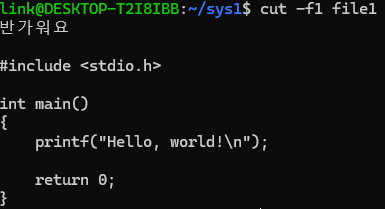 link@DESKTOP-T2I8IBB:~/sys1$ cut -f1 file1
반가워요
#include <stdio.h>
int main()
{
    printf("Hello, world!\n");
    return 0;
}